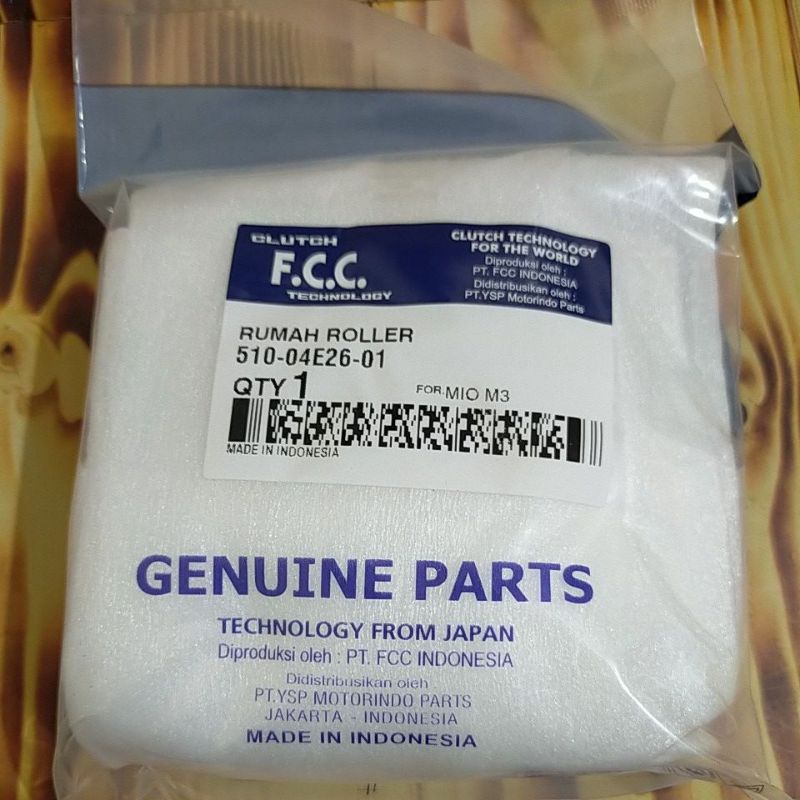 CLUTCH
F.C.C.
TECHNOLOGY
CLUTCH TECHNOLOGY
FOR THE WORLD
Diproduksi oleh :
PT. FCC INDONESIA
Didistribusikan oleh :
PT.YSP Motorindo Parts
RUMAH ROLLER
510-04E26-01
QTY 1 FOR MIO M3
MADE IN INDONESIA
GENUINE PARTS
TECHNOLOGY FROM JAPAN
Diproduksi oleh : PT. FCC INDONESIA
Didistribusikan oleh
PT.YSP MOTORINDO PARTS
JAKARTA - INDONESIA
MADE IN INDONESIA